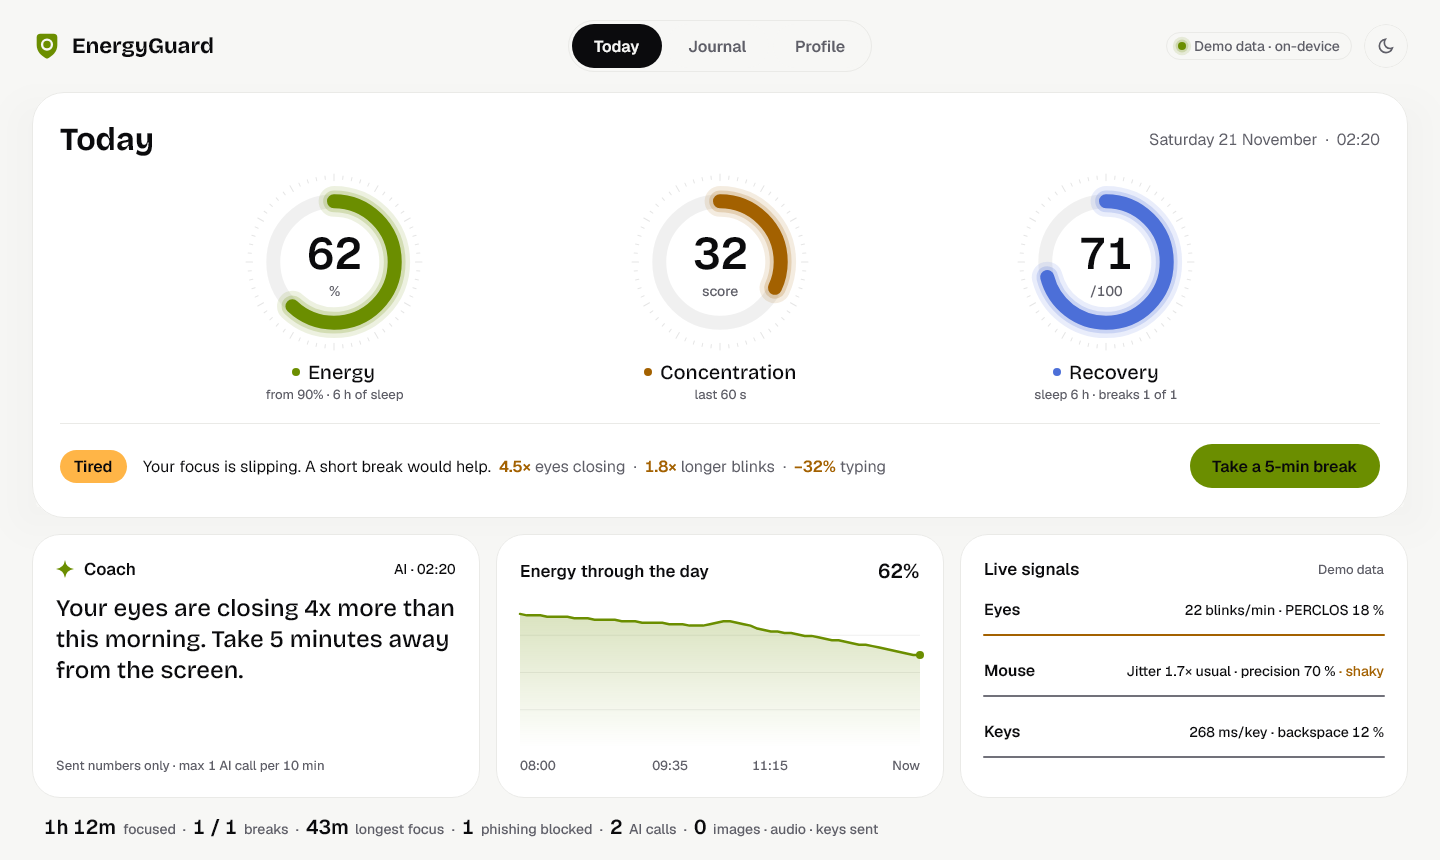 EnergyGuard
Today
Journal
Profile
Demo data · on-device
Today
Saturday 21 November · 02:20
62
%
Energy
from 90% · 6 h of sleep
32
score
Concentration
last 60 s
71
/100
Recovery
sleep 6 h · breaks 1 of 1
Tired
Your focus is slipping. A short break would help. 4.5× eyes closing · 1.8× longer blinks · −32% typing
Take a 5-min break
Coach
AI · 02:20
Your eyes are closing 4x more than
this morning. Take 5 minutes away
from the screen.
Sent numbers only · max 1 AI call per 10 min
Energy through the day
62%
08:00
09:35
11:15
Now
Live signals
Demo data
Eyes
22 blinks/min · PERCLOS 18 %
Mouse
Jitter 1.7× usual · precision 70 % · shaky
Keys
268 ms/key · backspace 12 %
1h 12m focused · 1 / 1 breaks · 43m longest focus · 1 phishing blocked · 2 AI calls · 0 images · audio · keys sent